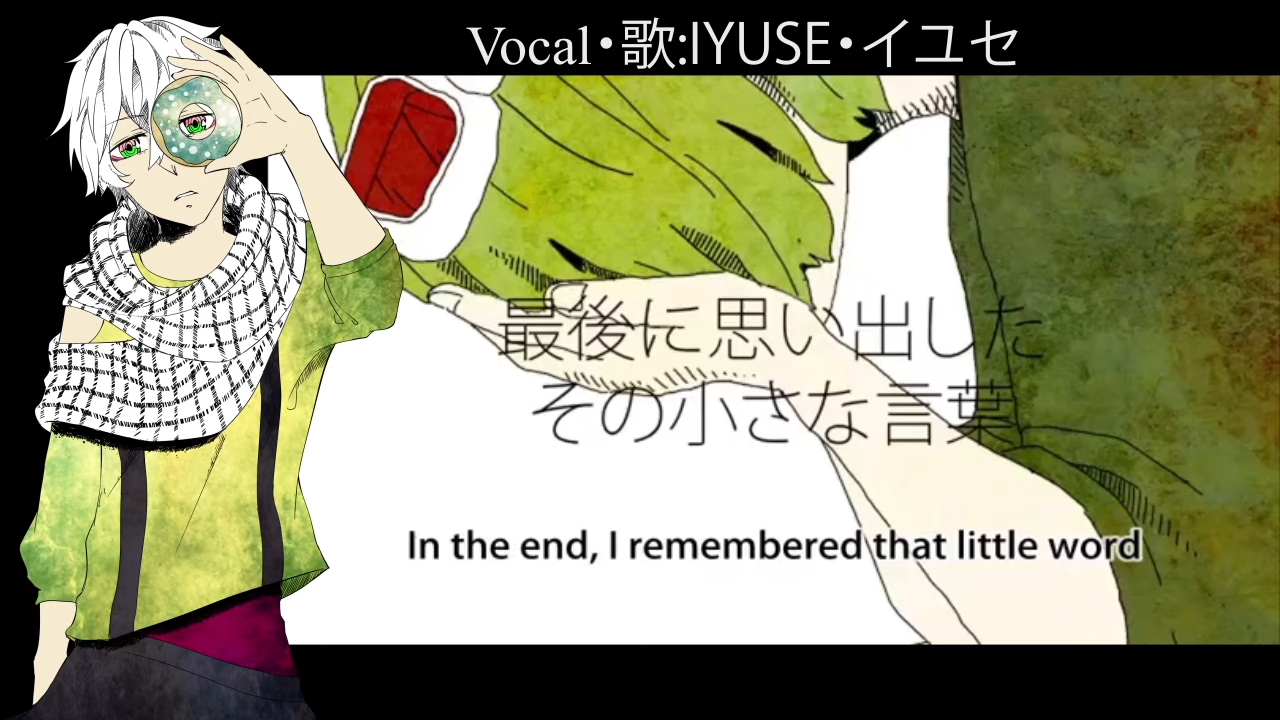 Vocal・歌:IYUSE・イユセ
最後に思い出した
その小さな言葉
In the end, I remembered that little word